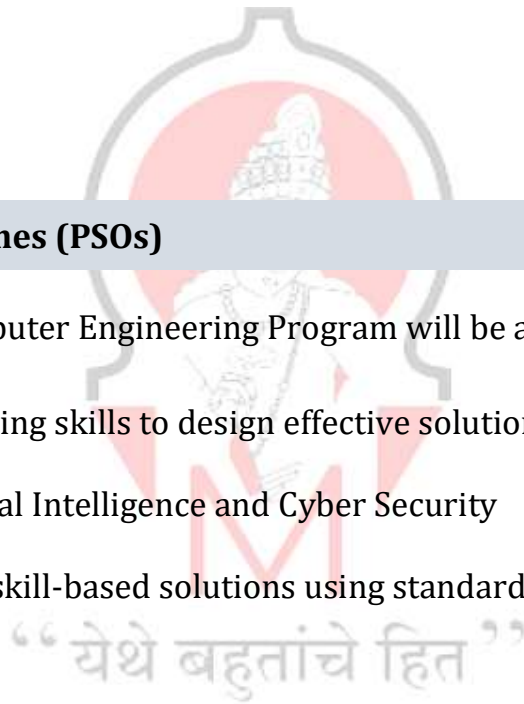 nes (PSOs)
puter Engineering Program will be a
ing skills to design effective solution
al Intelligence and Cyber Security
skill-based solutions using standard
“ येथे बहुतांचे हित ”